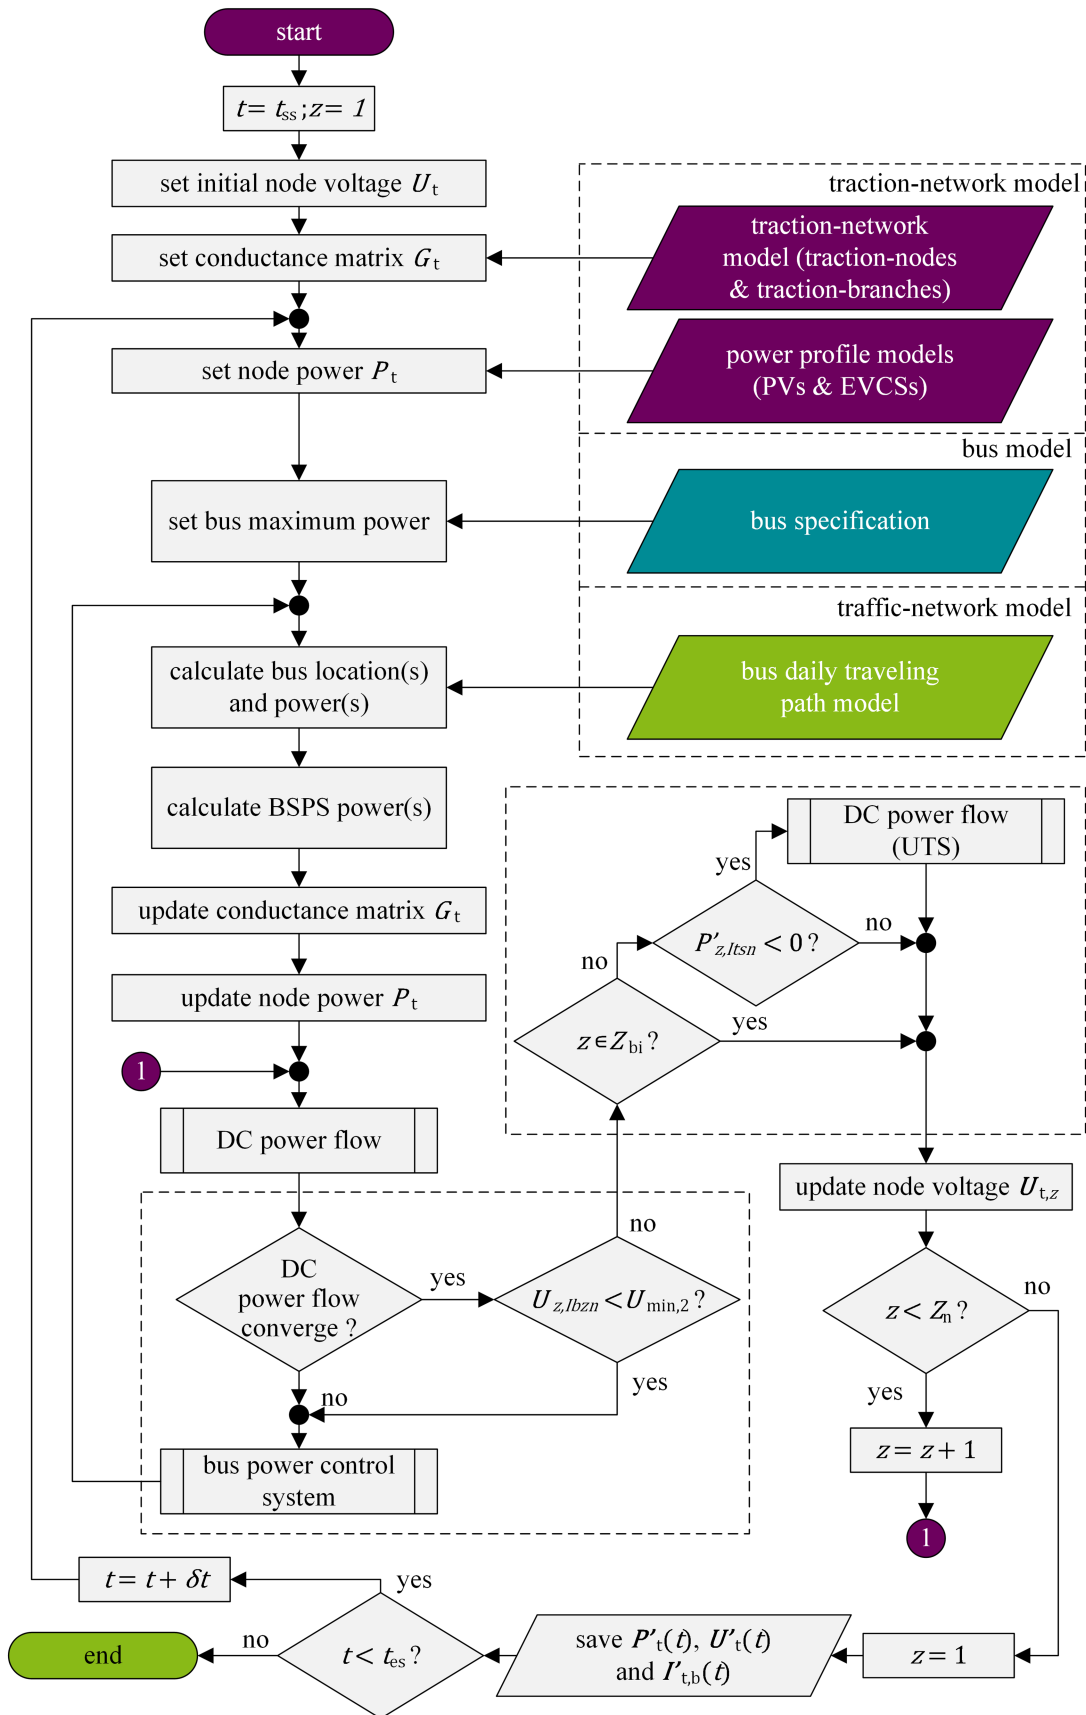 start
t = tss; z = 1
set initial node voltage Ut
set conductance matrix Gt
set node power Pt
set bus maximum power
calculate bus location(s)
and power(s)
calculate BSPS power(s)
update conductance matrix Gt
update node power Pt
1
DC power flow
DC
power flow
converge ?
yes
no
bus power control
system
Uz,lbzn < Umin,2 ?
no
yes
traction-network model
traction-network
model (traction-nodes
& traction-branches)
power profile models
(PVs & EVCSs)
bus model
bus specification
traffic-network model
bus daily traveling
path model
z ∈ Zbi ?
no
yes
P'z,ltsn < 0 ?
yes
no
DC power flow
(UTS)
update node voltage Ut,z
z < Zn ?
no
yes
z = z + 1
1
z = 1
save P't(t), U't(t)
and I't,b(t)
t < tes ?
yes
no
t = t + δt
end